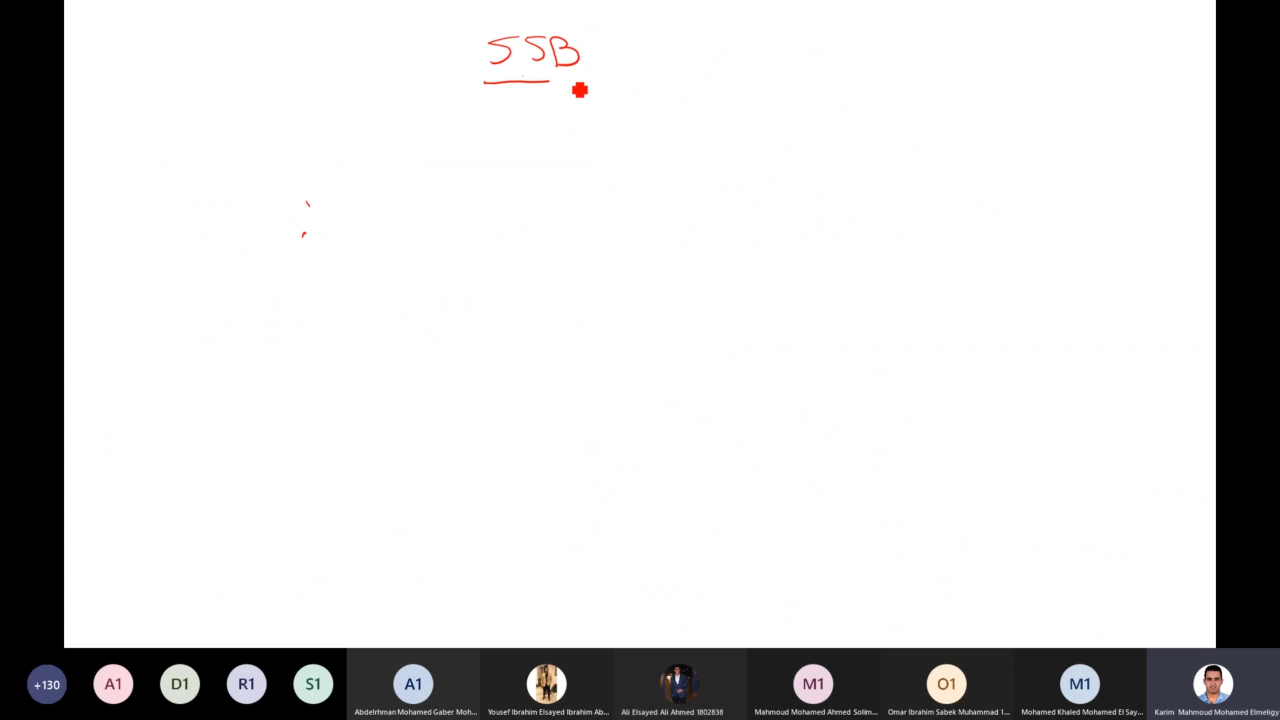 SSB
+130
A1
D1
R1
S1
A1
M1
O1
M1
Abdelrhman Mohamed Gaber Moh...
Yousef Ibrahim Elsayed Ibrahim Ab...
Ali Elsayed Ali Ahmed 1802838
Mahmoud Mohamed Ahmed Solim...
Omar Ibrahim Sabek Muhammad 1...
Mohamed Khaled Mohamed El Say...
Karim Mahmoud Mohamed Elmelig